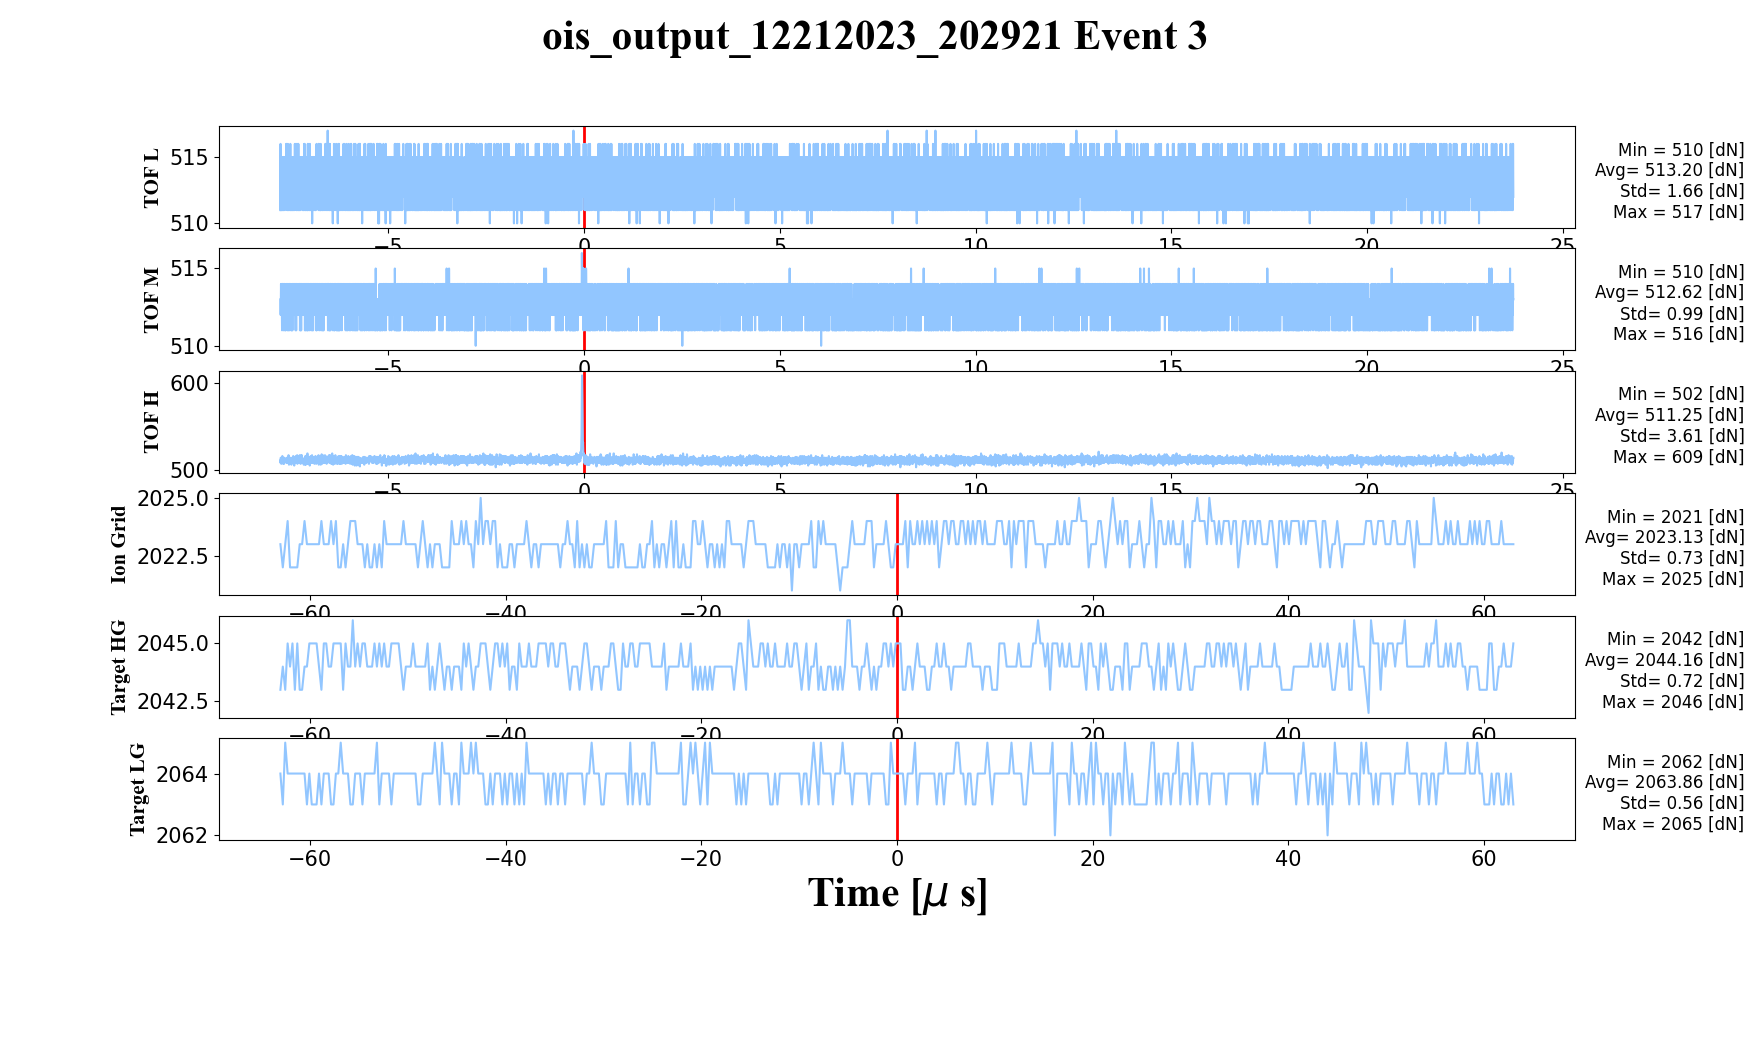 ois_output_12212023_202921 Event 3
TOF L
515
510
−5 0 5 10 15 20 25
Min = 510 [dN]
Avg= 513.20 [dN]
Std= 1.66 [dN]
Max = 517 [dN]
TOF M
515
510
−5 0 5 10 15 20 25
Min = 510 [dN]
Avg= 512.62 [dN]
Std= 0.99 [dN]
Max = 516 [dN]
TOF H
600
500
−5 0 5 10 15 20 25
Min = 502 [dN]
Avg= 511.25 [dN]
Std= 3.61 [dN]
Max = 609 [dN]
Ion Grid
2025.0
2022.5
−60 −40 −20 0 20 40 60
Min = 2021 [dN]
Avg= 2023.13 [dN]
Std= 0.73 [dN]
Max = 2025 [dN]
Target HG
2045.0
2042.5
−60 −40 −20 0 20 40 60
Min = 2042 [dN]
Avg= 2044.16 [dN]
Std= 0.72 [dN]
Max = 2046 [dN]
Target LG
2064
2062
−60 −40 −20 0 20 40 60
Min = 2062 [dN]
Avg= 2063.86 [dN]
Std= 0.56 [dN]
Max = 2065 [dN]
Time [μ s]